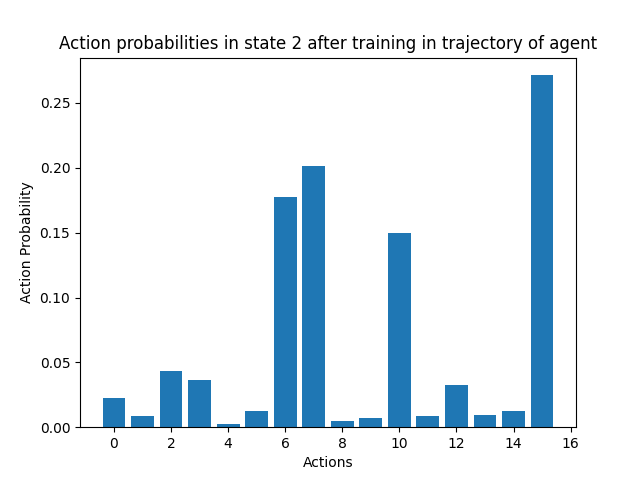 Action probabilities in state 2 after training in trajectory of agent
Action Probability
0.25
0.20
0.15
0.10
0.05
0.00
0 2 4 6 8 10 12 14 16
Actions